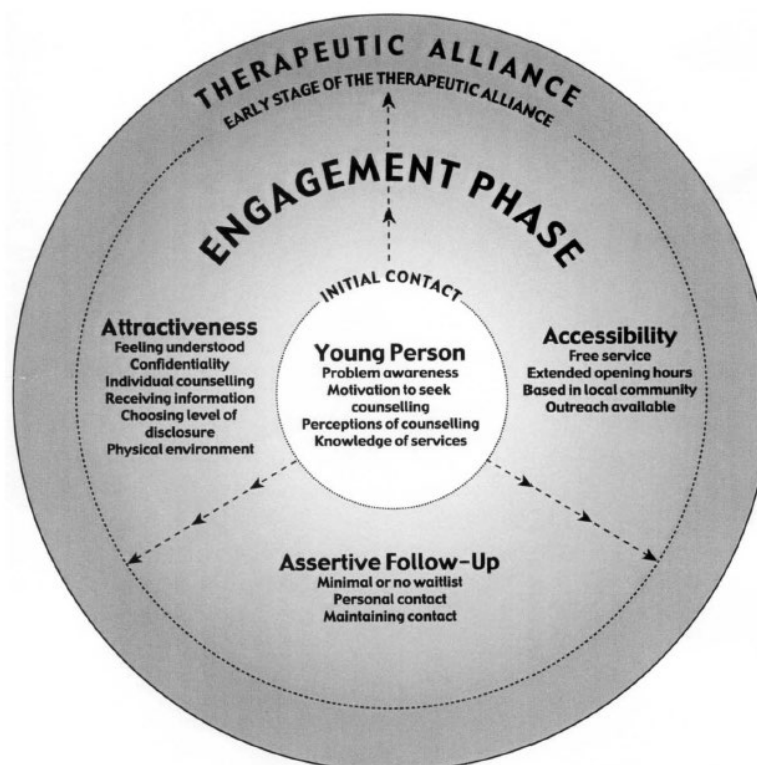 THERAPEUTIC ALLIANCE
EARLY STAGE OF THE THERAPEUTIC ALLIANCE
ENGAGEMENT PHASE
INITIAL CONTACT
Attractiveness
Feeling understood
Confidentiality
Individual counselling
Receiving information
Choosing level of
disclosure
Physical environment
Young Person
Problem awareness
Motivation to seek
counselling
Perceptions of counselling
Knowledge of services
Accessibility
Free service
Extended opening hours
Based in local community
Outreach available
Assertive Follow-Up
Minimal or no waitlist
Personal contact
Maintaining contact